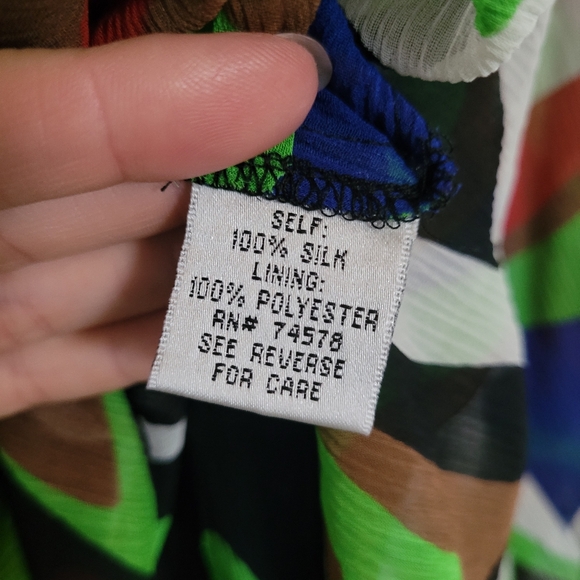 SELF:
100% SILK
LINING:
100% POLYESTER
RN# 74578
SEE REVERSE
FOR CARE